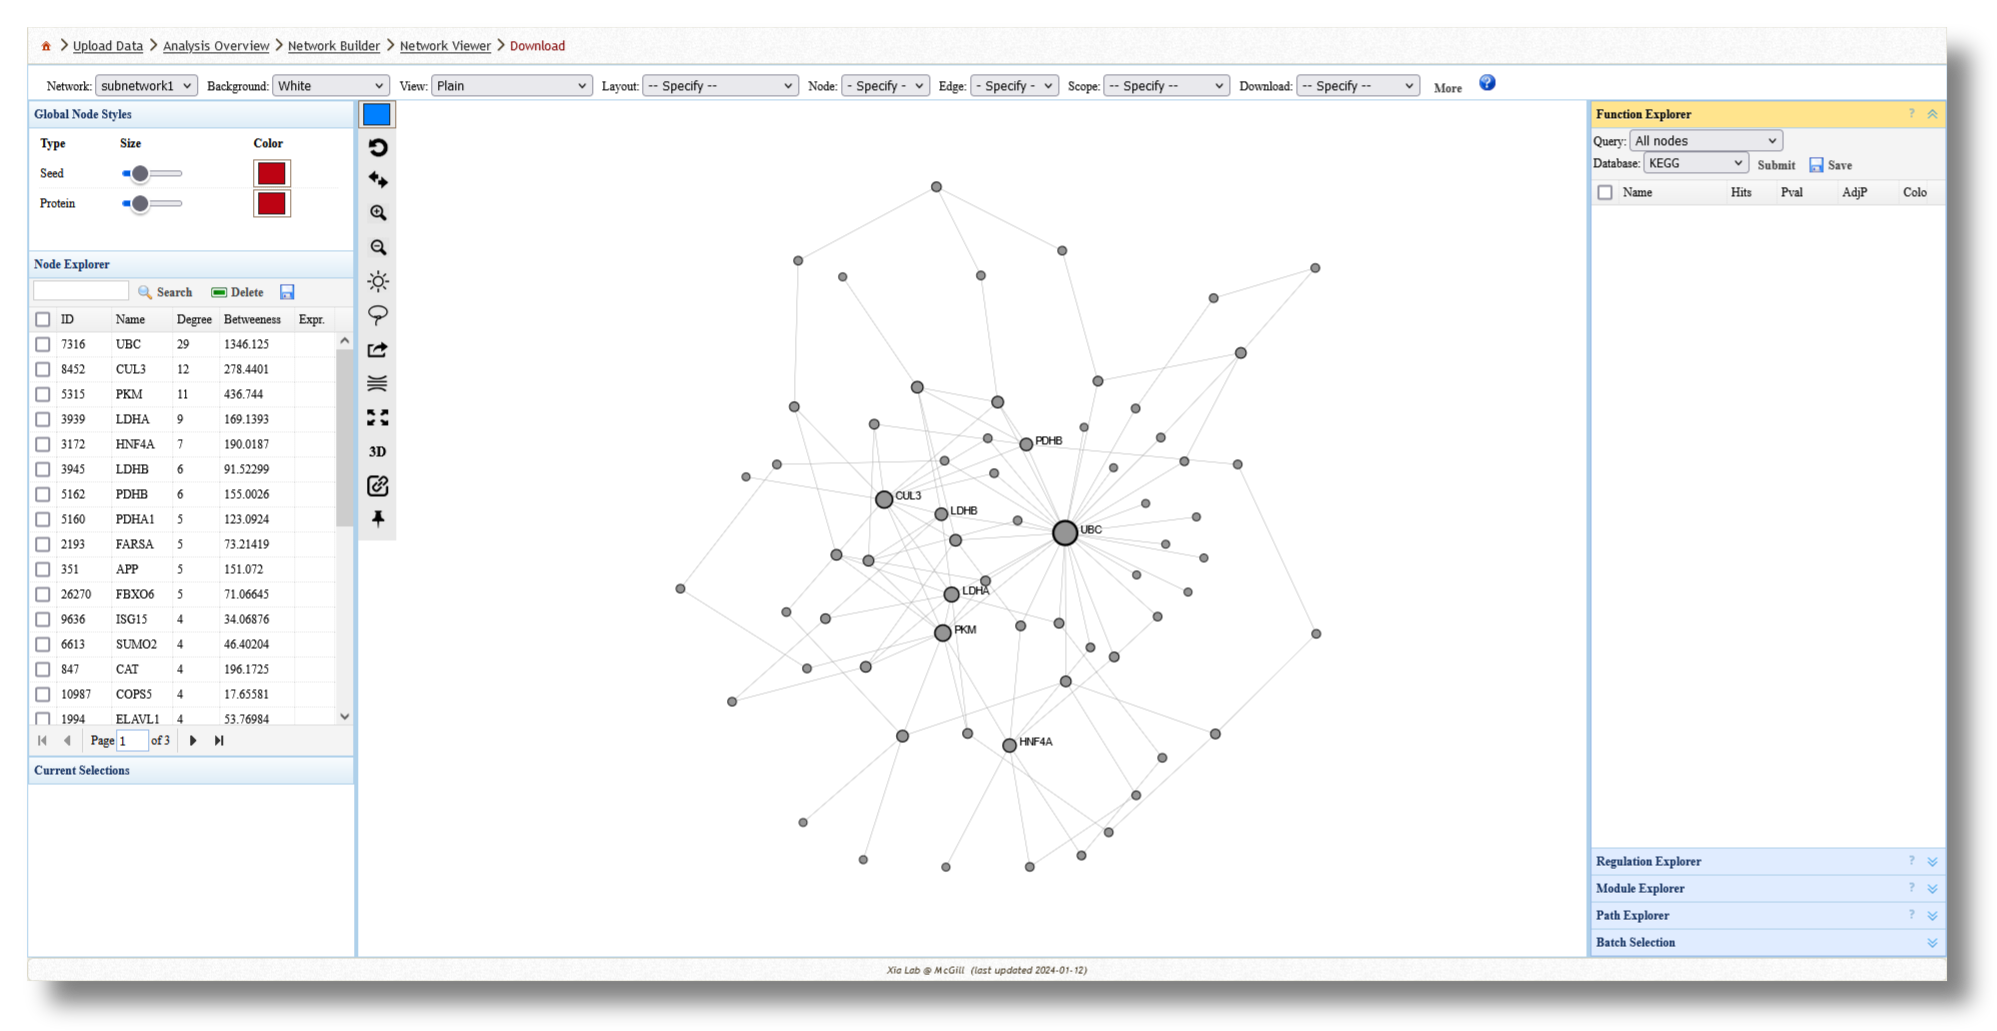 Upload Data > Analysis Overview > Network Builder > Network Viewer > Download
Network: subnetwork1 Background: White View: Plain Layout: -- Specify -- Node: - Specify - Edge: - Specify - Scope: -- Specify -- Download: -- Specify -- More ?
Global Node Styles
Type Size Color
Seed
Protein
Node Explorer
Search Delete
ID Name Degree Betweeness Expr.
7316 UBC 29 1346.125
8452 CUL3 12 278.4401
5315 PKM 11 436.744
3939 LDHA 9 169.1393
3172 HNF4A 7 190.0187
3945 LDHB 6 91.52299
5162 PDHB 6 155.0026
5160 PDHA1 5 123.0924
2193 FARSA 5 73.21419
351 APP 5 151.072
26270 FBXO6 5 71.06645
9636 ISG15 4 34.06876
6613 SUMO2 4 46.40204
847 CAT 4 196.1725
10987 COPS5 4 17.65581
1994 ELAVL1 4 53.76984
Page 1 of 3
Current Selections
3D
PDHB
CUL3
LDHB
UBC
LDHA
PKM
HNF4A
Function Explorer ?
Query: All nodes
Database: KEGG Submit Save
Name Hits Pval AdjP Colo
Regulation Explorer ?
Module Explorer ?
Path Explorer ?
Batch Selection
Xia Lab @ McGill (last updated 2024-01-12)